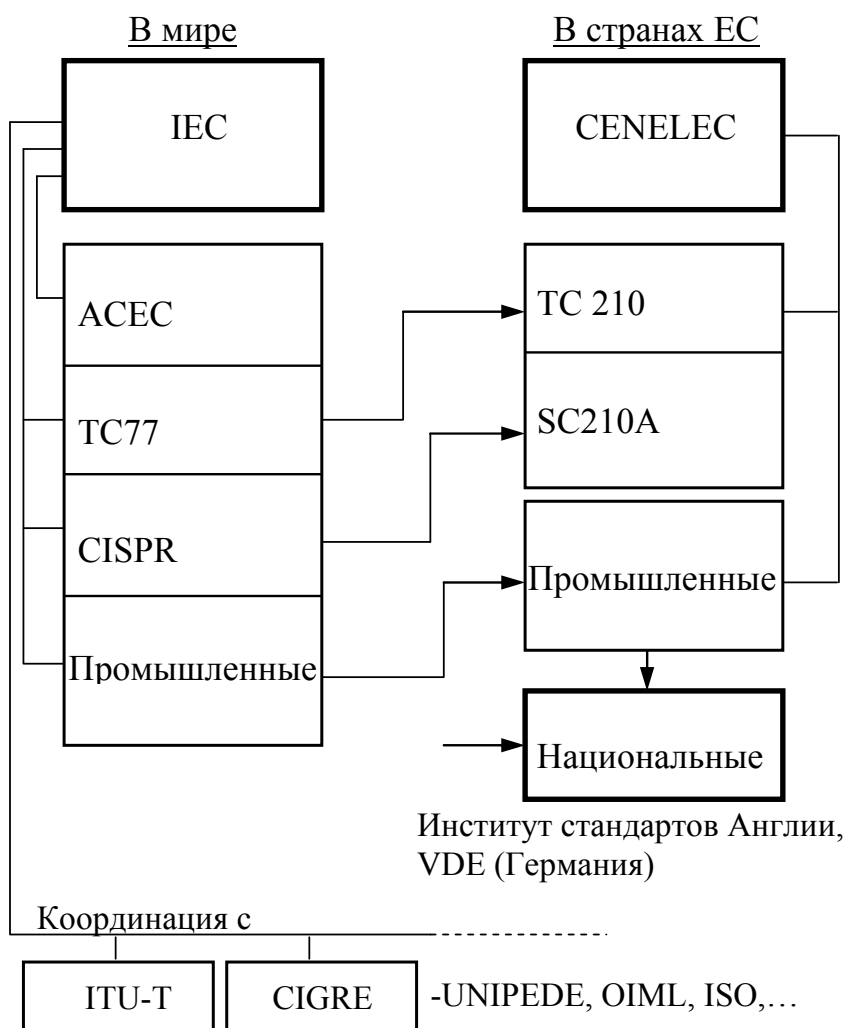 В мире
В странах ЕС
IEC
CENELEC
ACEC
TC 210
TC77
SC210A
CISPR
Промышленные
Промышленные
Национальные
Институт стандартов Англии,
VDE (Германия)
Координация с
ITU-T
CIGRE
-UNIPEDE, OIML, ISO,…